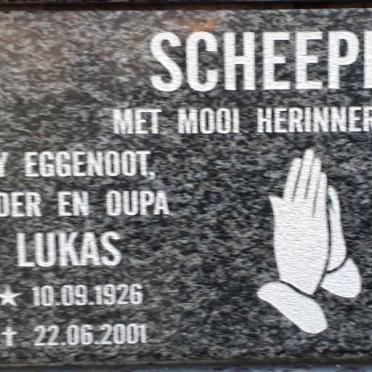 SCHEEP
MET MOOI HERINNER
Y EGGENOOT,
DER EN OUPA
LUKAS
★ 10.09.1926
† 22.06.2001